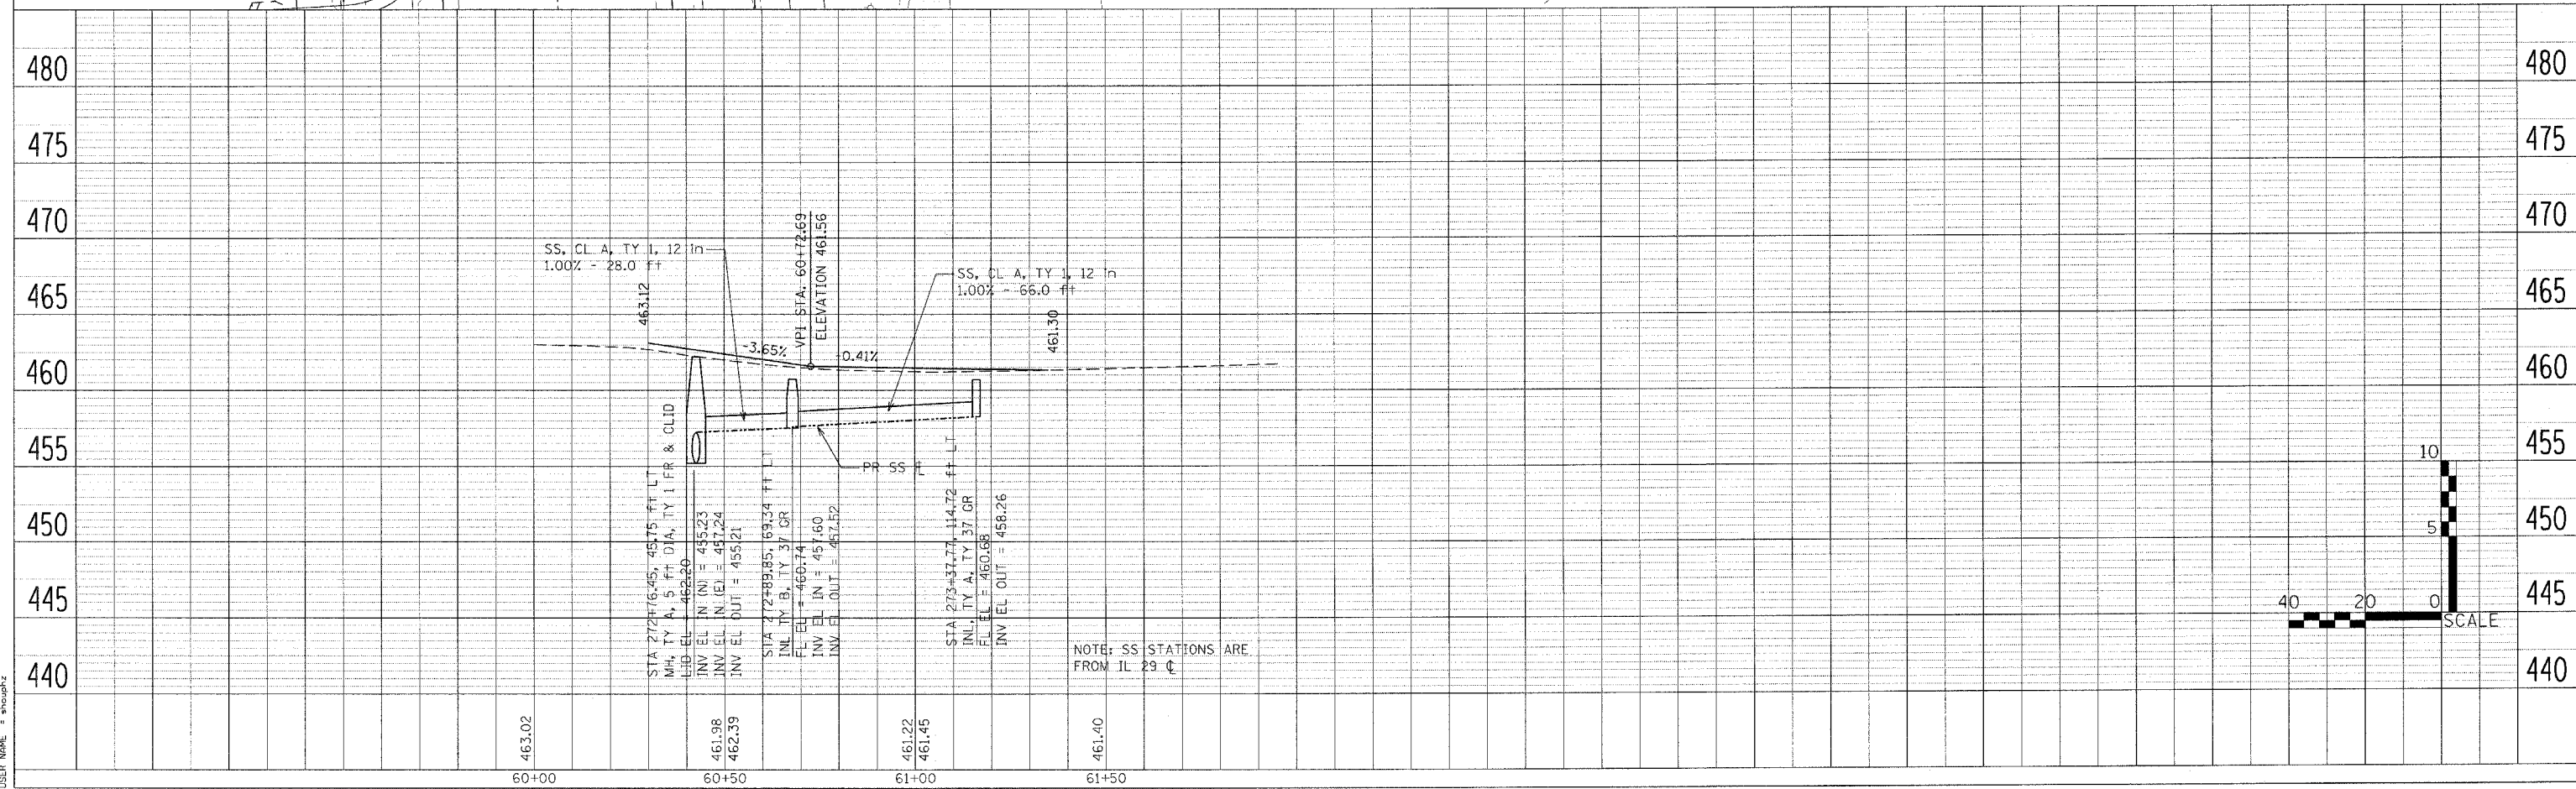 480
480
475
475
470
470
465
465
460
460
455
455
450
450
445
445
440
440
SS, CL A, TY 1, 12 in
1.00% - 28.0 ft
463.12
VPI STA. 60+72.69
ELEVATION 461.56
SS, CL A, TY 1, 12 in
1.00% - 66.0 ft
461.30
-3.65%
-0.41%
PR SS ℄
STA 272+76.45, 45.75 ft LT
MH, TY A, 5 ft DIA, TY 1 FR & CLID
LID EL = 462.20
INV EL IN (N) = 455.23
INV EL IN (E) = 457.24
INV EL OUT = 455.21
STA 272+89.85, 69.34 ft LT
INL TY B, TY 37 GR
FL EL = 460.74
INV EL IN = 457.60
INV EL OUT = 457.52
STA 273+37.77, 114.72 ft LT
INL, TY A, TY 37 GR
FL EL = 460.68
INV EL OUT = 458.26
NOTE: SS STATIONS ARE
FROM IL 29 ℄
10
5
40 20 0
SCALE
463.02
461.98
462.39
461.22
461.45
461.40
60+00
60+50
61+00
61+50
USER NAME = shouphz